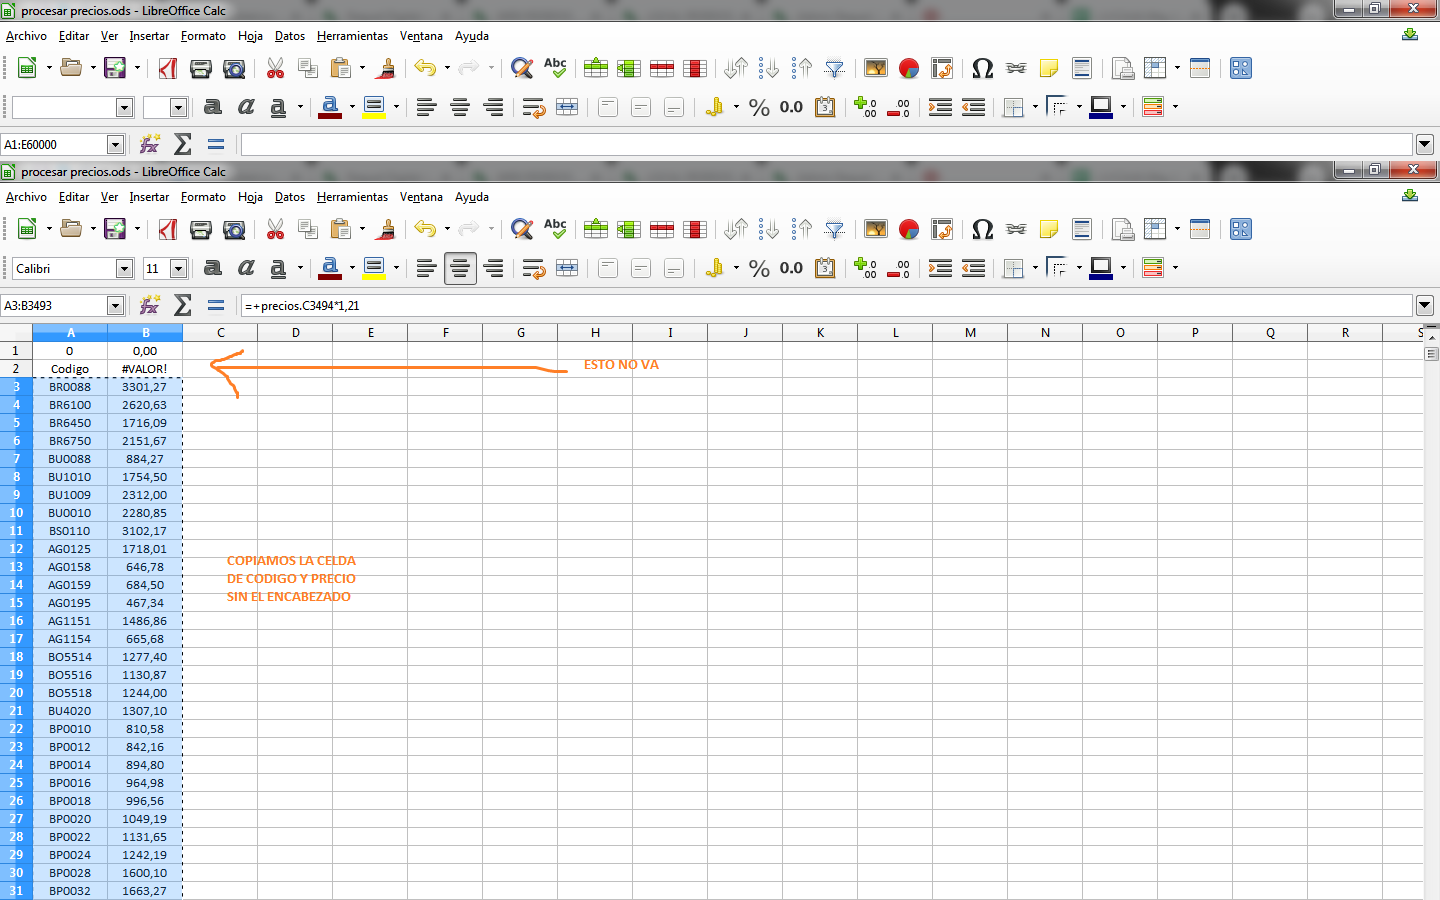 procesar precios.ods - LibreOffice Calc
Archivo Editar Ver Insertar Formato Hoja Datos Herramientas Ventana Ayuda
Abc
a a a a % 0.0
A1:E60000
procesar precios.ods - LibreOffice Calc
Archivo Editar Ver Insertar Formato Hoja Datos Herramientas Ventana Ayuda
Abc
Calibri 11 a a a a % 0.0
A3:B3493 =+precios.C3494*1,21
A B C D E F G H I J K L M N O P Q R S
1 0 0,00
2 Codigo #VALOR!
ESTO NO VA
3 BR0088 3301,27
4 BR6100 2620,63
5 BR6450 1716,09
6 BR6750 2151,67
7 BU0088 884,27
8 BU1010 1754,50
9 BU1009 2312,00
10 BU0010 2280,85
11 BS0110 3102,17
12 AG0125 1718,01
13 AG0158 646,78
14 AG0159 684,50
15 AG0195 467,34
COPIAMOS LA CELDA
DE CODIGO Y PRECIO
SIN EL ENCABEZADO
16 AG1151 1486,86
17 AG1154 665,68
18 BO5514 1277,40
19 BO5516 1130,87
20 BO5518 1244,00
21 BU4020 1307,10
22 BP0010 810,58
23 BP0012 842,16
24 BP0014 894,80
25 BP0016 964,98
26 BP0018 996,56
27 BP0020 1049,19
28 BP0022 1131,65
29 BP0024 1242,19
30 BP0028 1600,10
31 BP0032 1663,27